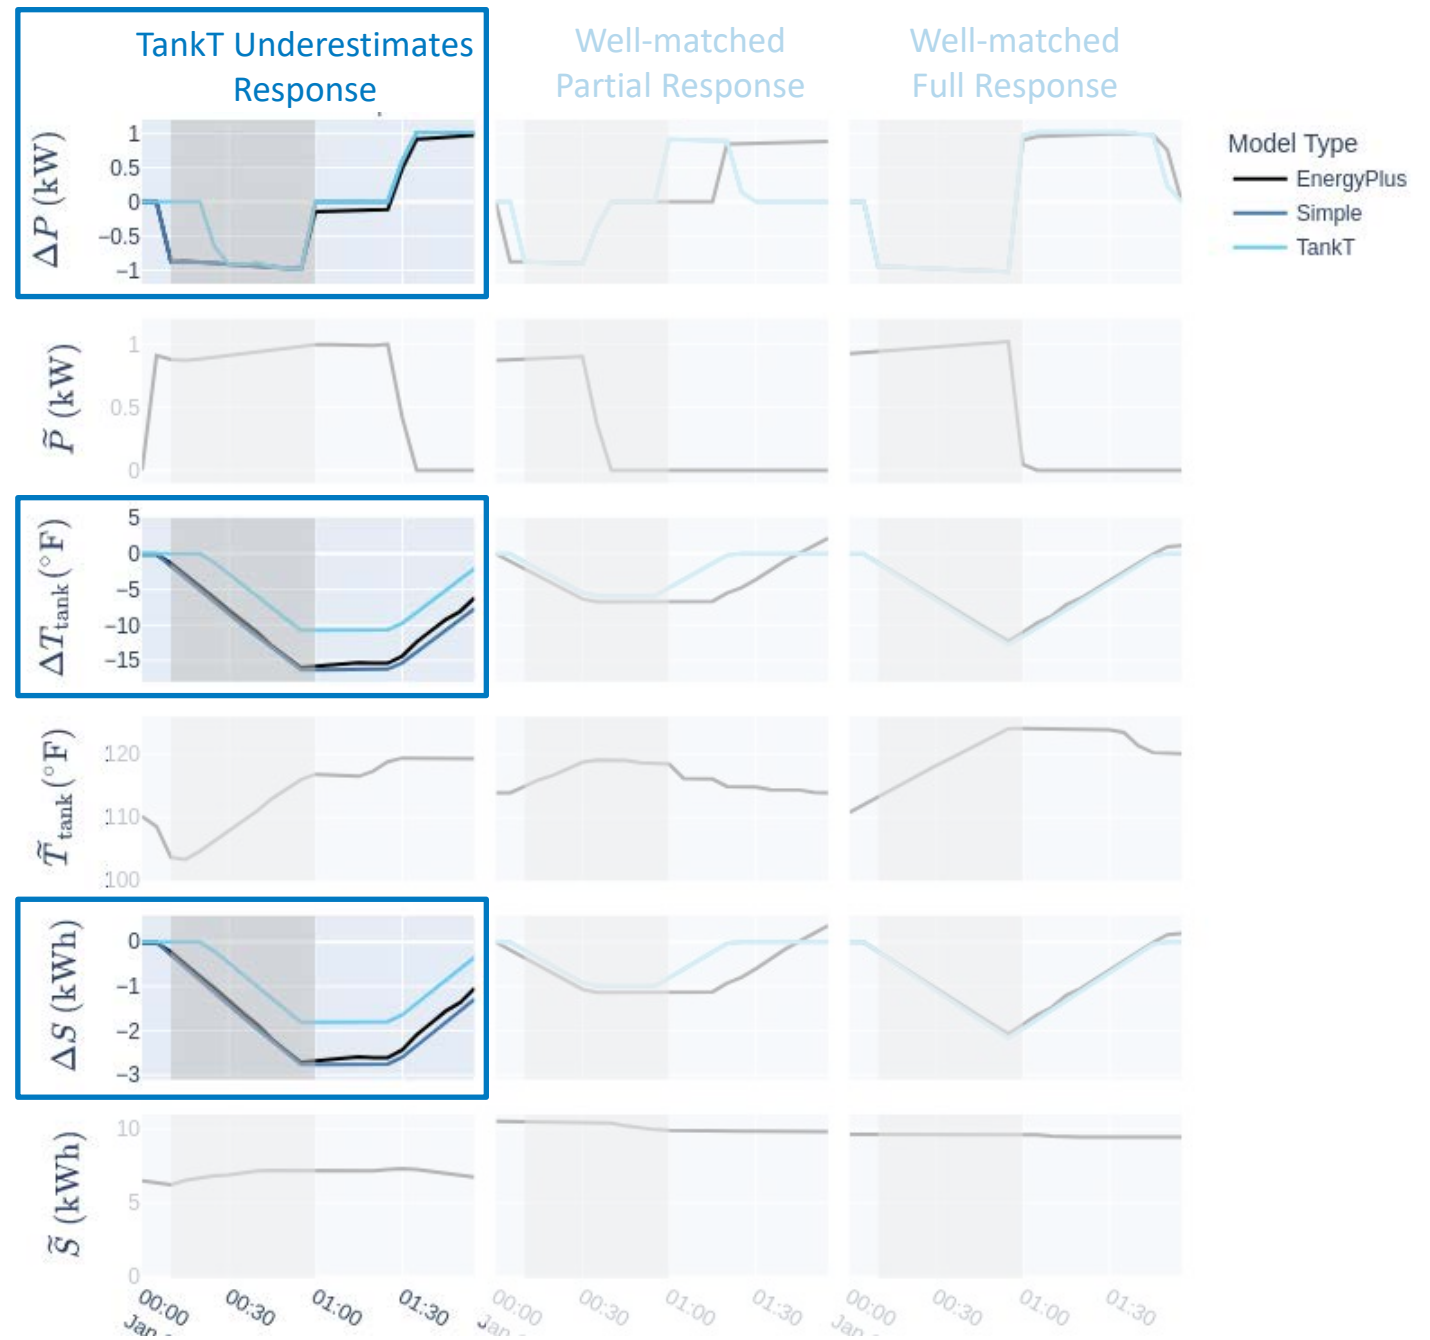 TankT Underestimates
Response
Well-matched
Partial Response
Well-matched
Full Response
ΔP (kW)
1
0.5
0
−0.5
−1
Model Type
EnergyPlus
Simple
TankT
P̃ (kW)
1
0.5
0
ΔT_tank(°F)
5
0
−5
−10
−15
T̃_tank(°F)
120
110
100
ΔS (kWh)
0
−1
−2
−3
S̃ (kWh)
10
5
0
00:00 00:30 01:00 01:30 00:00 00:30 01:00 01:30 00:00 00:30 01:00 01:30
Jan Jan Jan